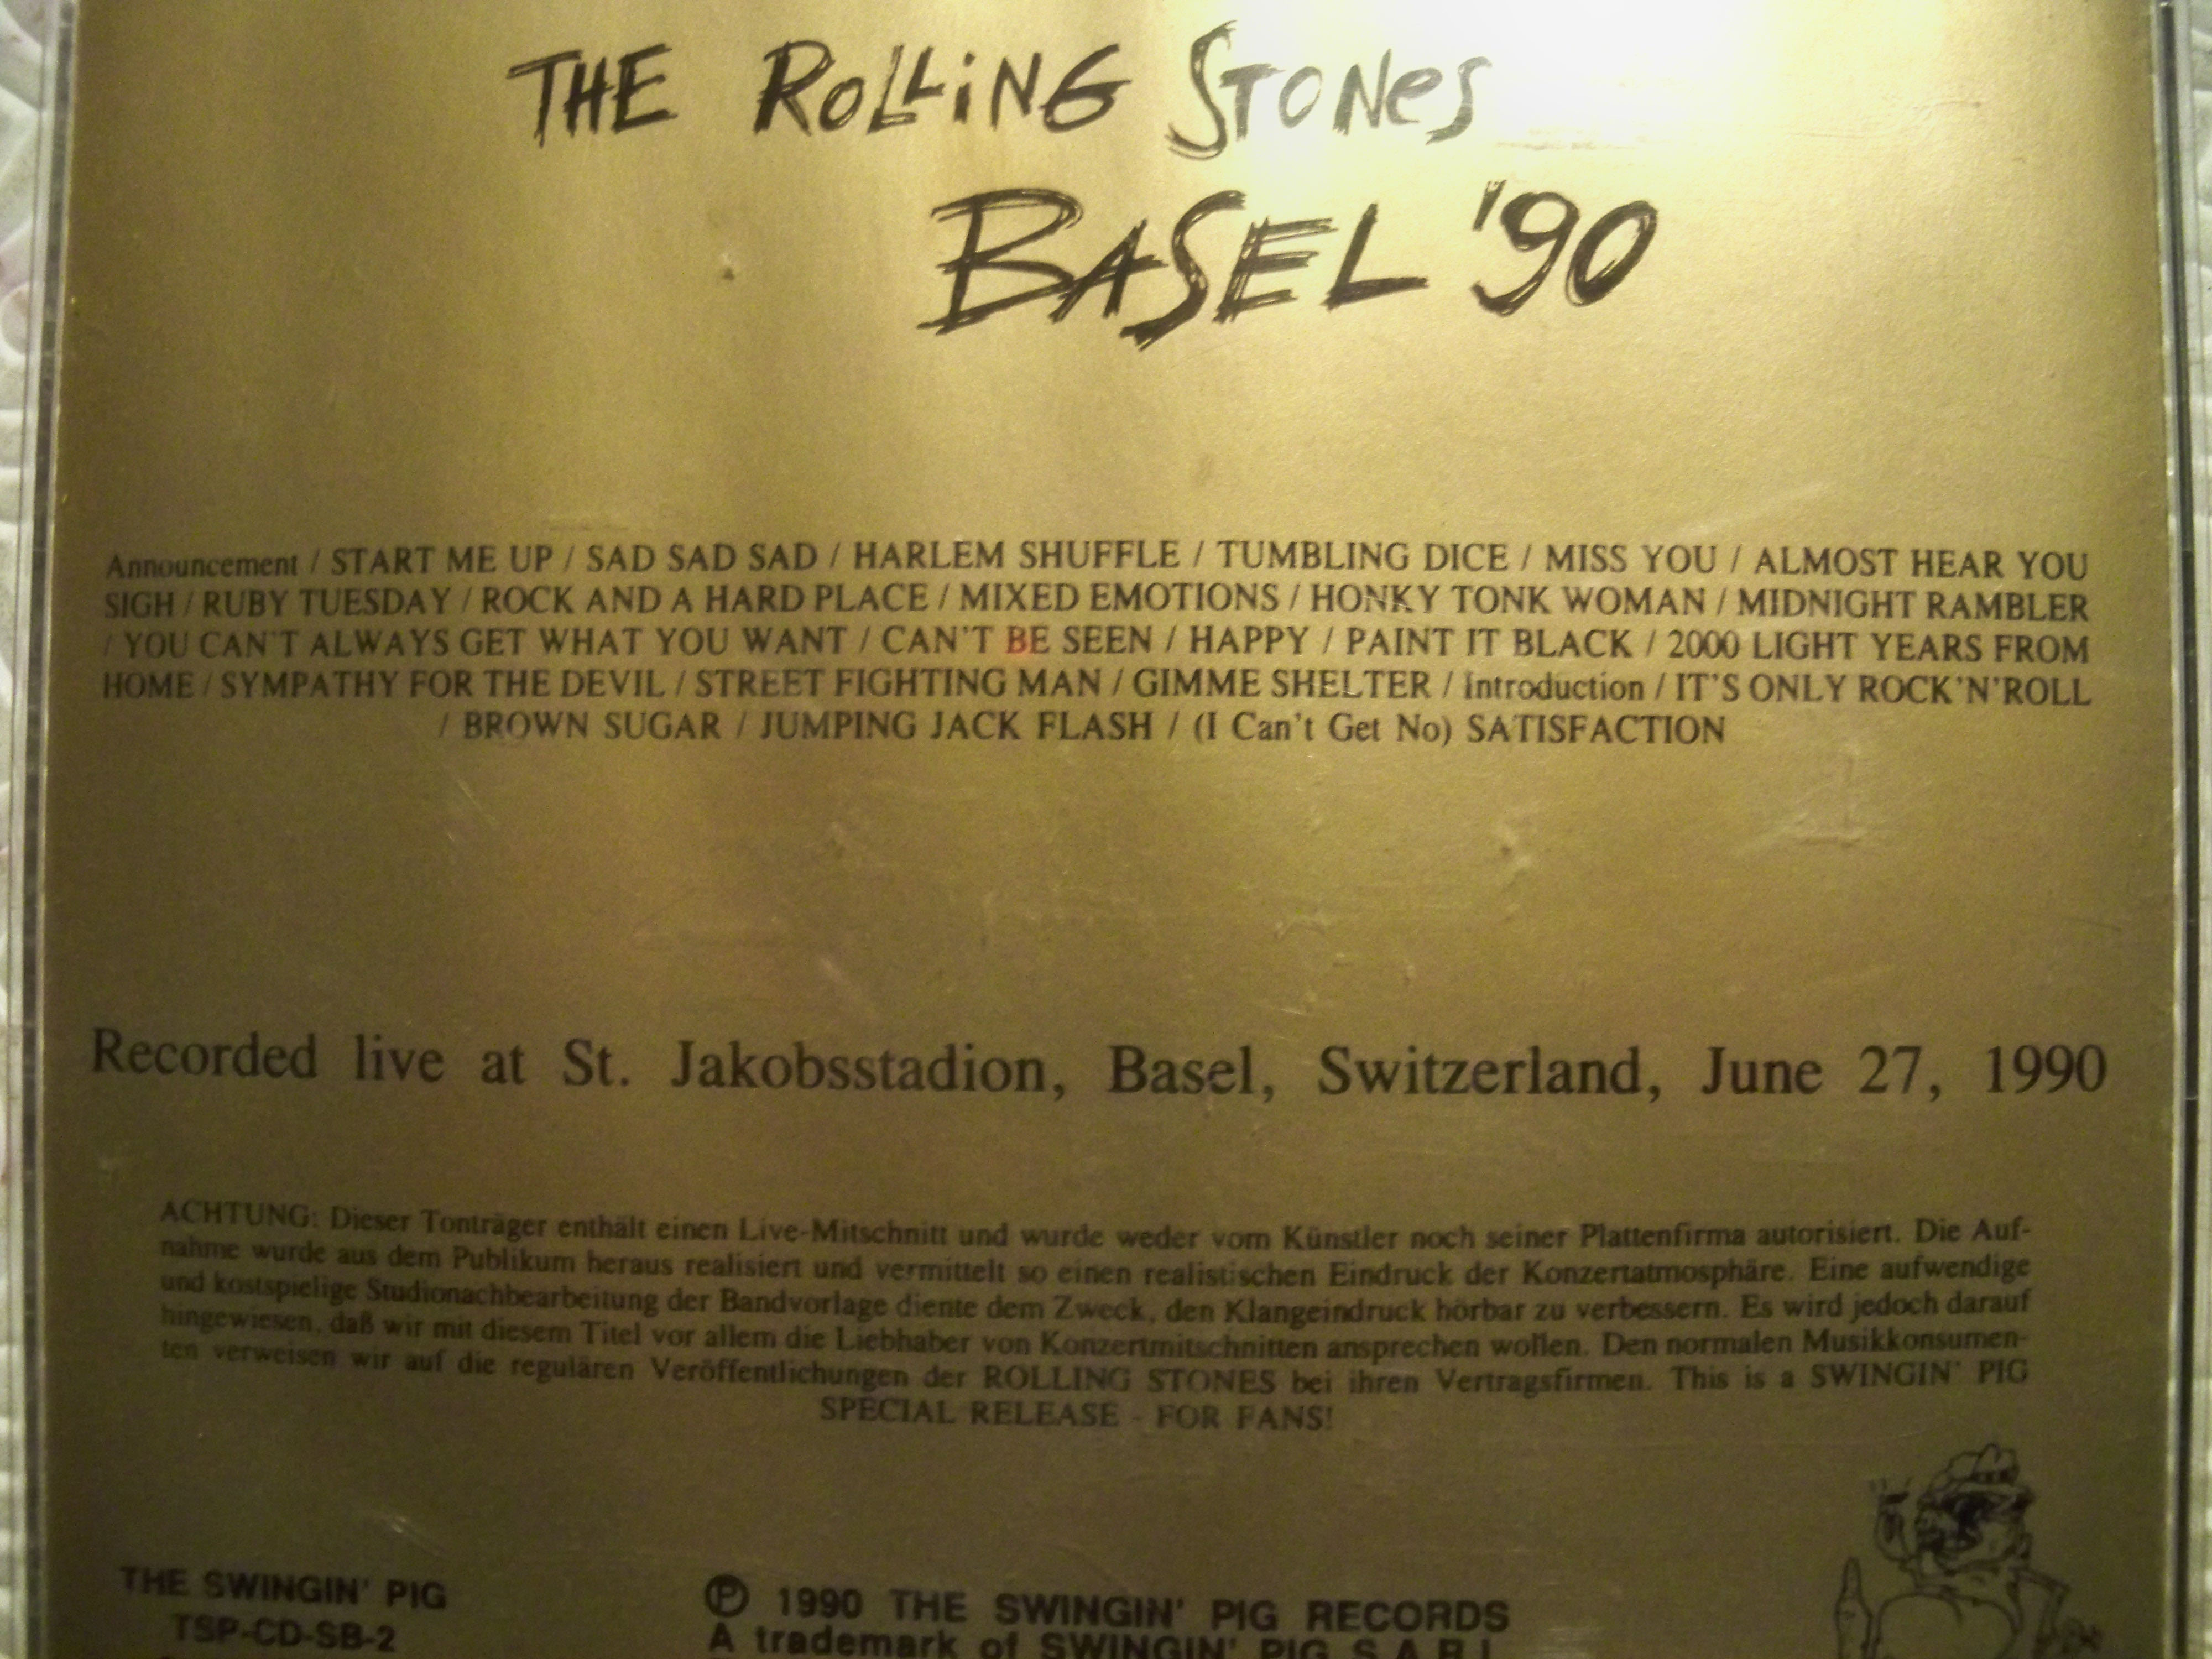 THE ROLLING STONES
BASEL '90
Announcement / START ME UP / SAD SAD SAD / HARLEM SHUFFLE / TUMBLING DICE / MISS YOU / ALMOST HEAR YOU
SIGH / RUBY TUESDAY / ROCK AND A HARD PLACE / MIXED EMOTIONS / HONKY TONK WOMAN / MIDNIGHT RAMBLER
/ YOU CAN'T ALWAYS GET WHAT YOU WANT / CAN'T BE SEEN / HAPPY / PAINT IT BLACK / 2000 LIGHT YEARS FROM
HOME / SYMPATHY FOR THE DEVIL / STREET FIGHTING MAN / GIMME SHELTER / Introduction / IT'S ONLY ROCK'N'ROLL
/ BROWN SUGAR / JUMPING JACK FLASH / (I Can't Get No) SATISFACTION
Recorded live at St. Jakobsstadion, Basel, Switzerland, June 27, 1990
ACHTUNG: Dieser Tonträger enthält einen Live-Mitschnitt und wurde weder vom Künstler noch seiner Plattenfirma autorisiert. Die Auf-
nahme wurde aus dem Publikum heraus realisiert und vermittelt so einen realistischen Eindruck der Konzertatmosphäre. Eine aufwendige
und kostspielige Studionachbearbeitung der Bandvorlage diente dem Zweck, den Klangeindruck hörbar zu verbessern. Es wird jedoch darauf
hingewiesen, daß wir mit diesem Titel vor allem die Liebhaber von Konzertmitschnitten ansprechen wollen. Den normalen Musikkonsumen-
ten verweisen wir auf die regulären Veröffentlichungen der ROLLING STONES bei ihren Vertragsfirmen. This is a SWINGIN' PIG
SPECIAL RELEASE - FOR FANS!
THE SWINGIN' PIG
TSP-CD-SB-2
Ⓟ 1990 THE SWINGIN' PIG RECORDS
A trademark of SWINGIN' PIG S.A.R.L.